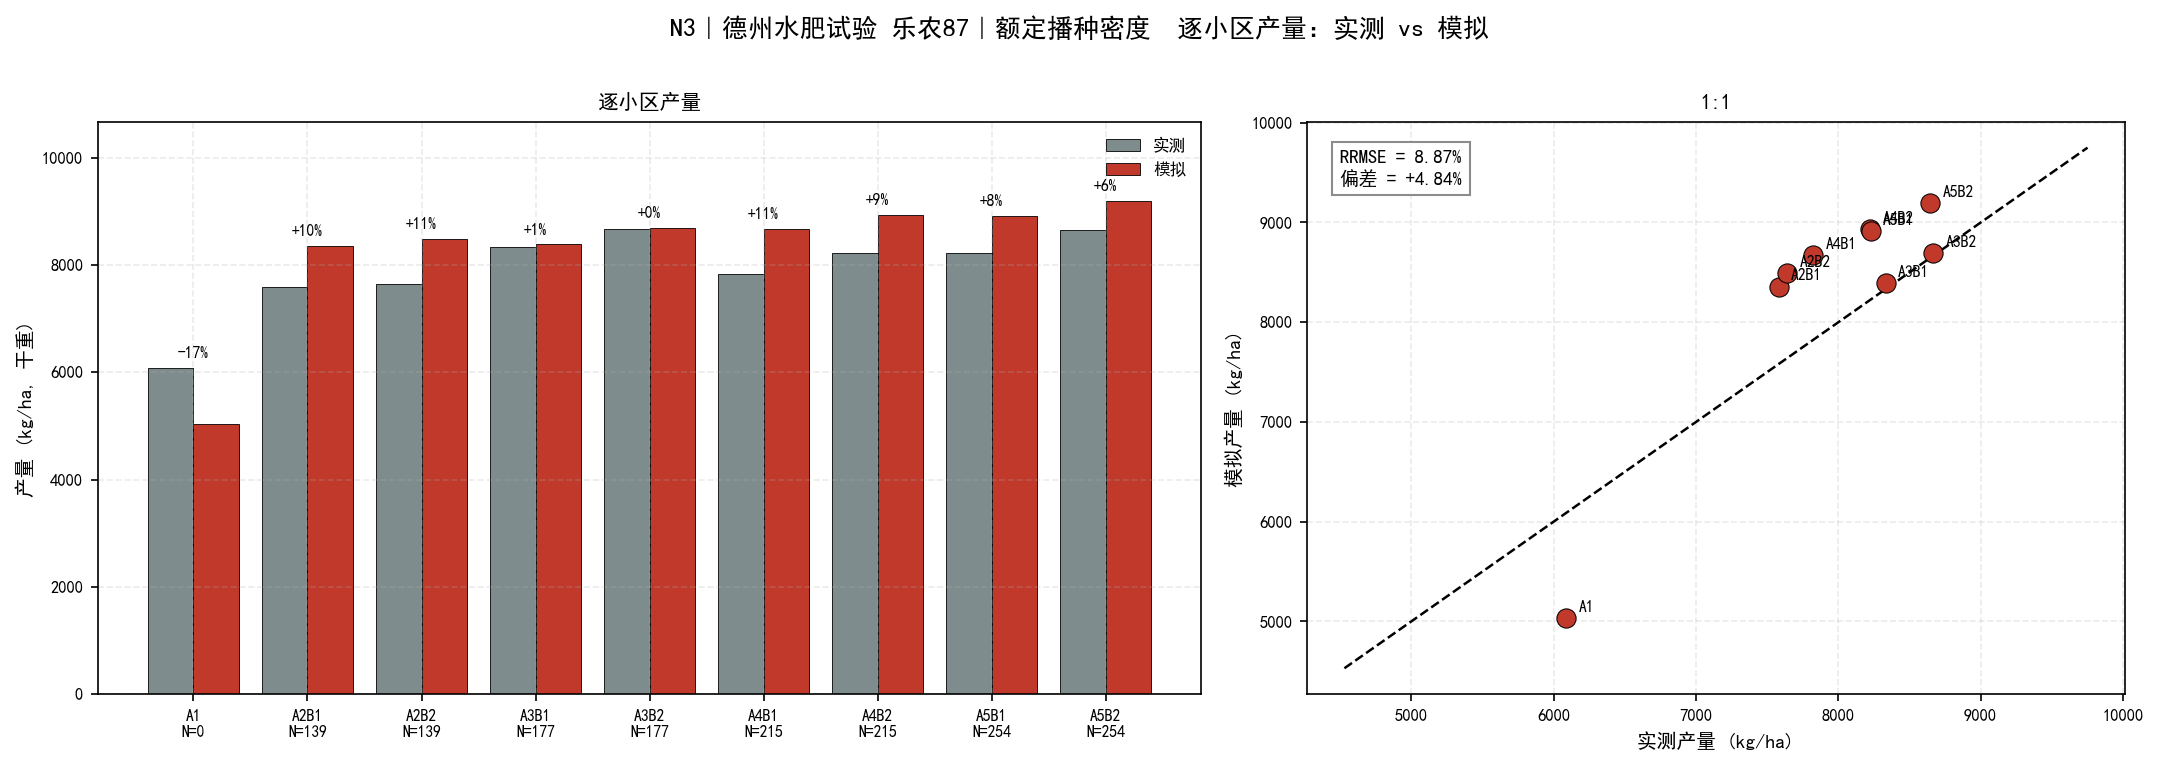 N3｜德州水肥试验 乐农87｜额定播种密度  逐小区产量：实测 vs 模拟
逐小区产量
产量 (kg/ha, 干重)
10000
8000
6000
4000
2000
0
实测
模拟
-17%
+10%
+11%
+1%
+0%
+11%
+9%
+8%
+6%
A1
N=0
A2B1
N=139
A2B2
N=139
A3B1
N=177
A3B2
N=177
A4B1
N=215
A4B2
N=215
A5B1
N=254
A5B2
N=254
1:1
RRMSE = 8.87%
偏差 = +4.84%
模拟产量 (kg/ha)
10000
9000
8000
7000
6000
5000
A5B2
A4B2
A5B1
A3B2
A4B1
A2B2
A2B1
A3B1
A1
5000
6000
7000
8000
9000
10000
实测产量 (kg/ha)